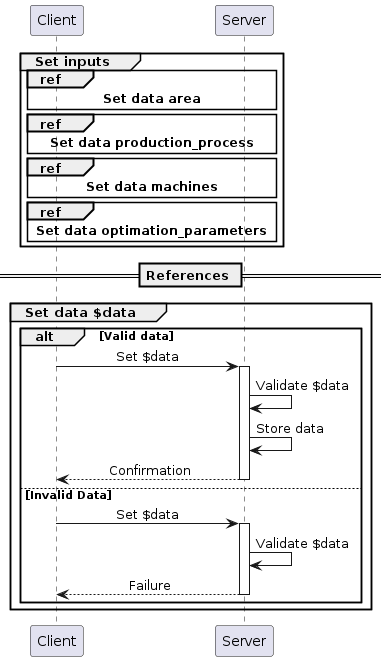 Client Server
Set inputs
ref
Set data area
ref
Set data production_process
ref
Set data machines
ref
Set data optimation_parameters
References
Set data $data
alt [Valid data]
Set $data
Validate $data
Store data
Confirmation
[Invalid Data]
Set $data
Validate $data
Failure
Client Server